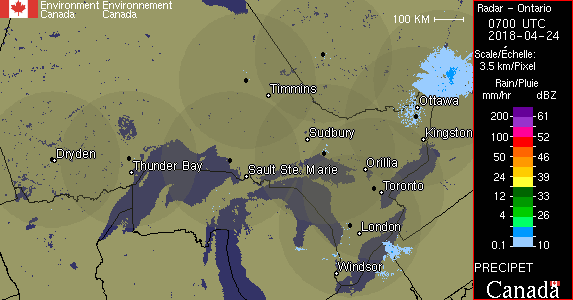 Environment Environnement
Canada Canada
100 KM
Timmins
Ottawa
Sudbury
Kingston
Dryden
Thunder Bay
Sault Ste. Marie
Orillia
Toronto
London
Windsor
Radar - Ontario
0700 UTC
2018-04-24
Scale/Échelle:
3.5 km/Pixel
Rain/Pluie
mm/hr dBZ
200 61
100 52
50 46
24 39
12 33
4 26
0.1 10
PRECIPET
Canada